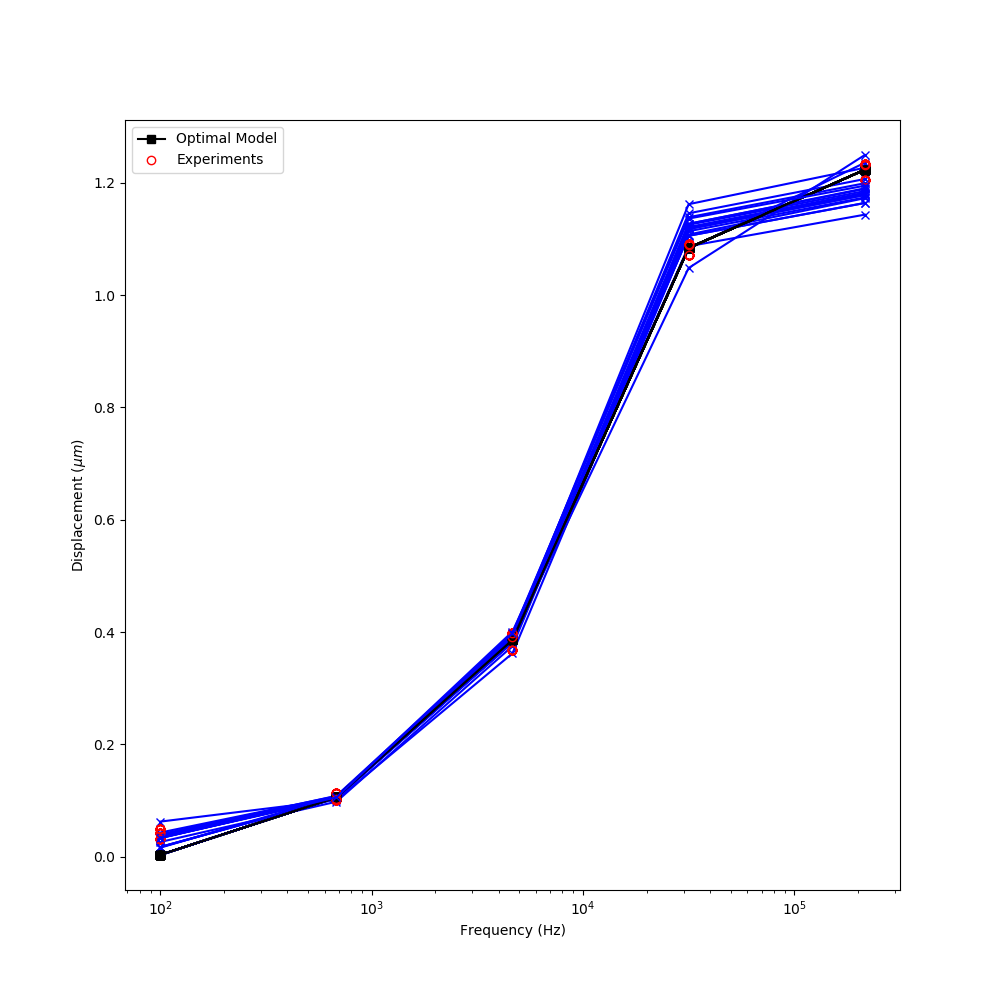 Optimal Model
Experiments
1.2
1.0
0.8
0.6
0.4
0.2
0.0
Displacement (μm)
10²
10³
10⁴
10⁵
Frequency (Hz)